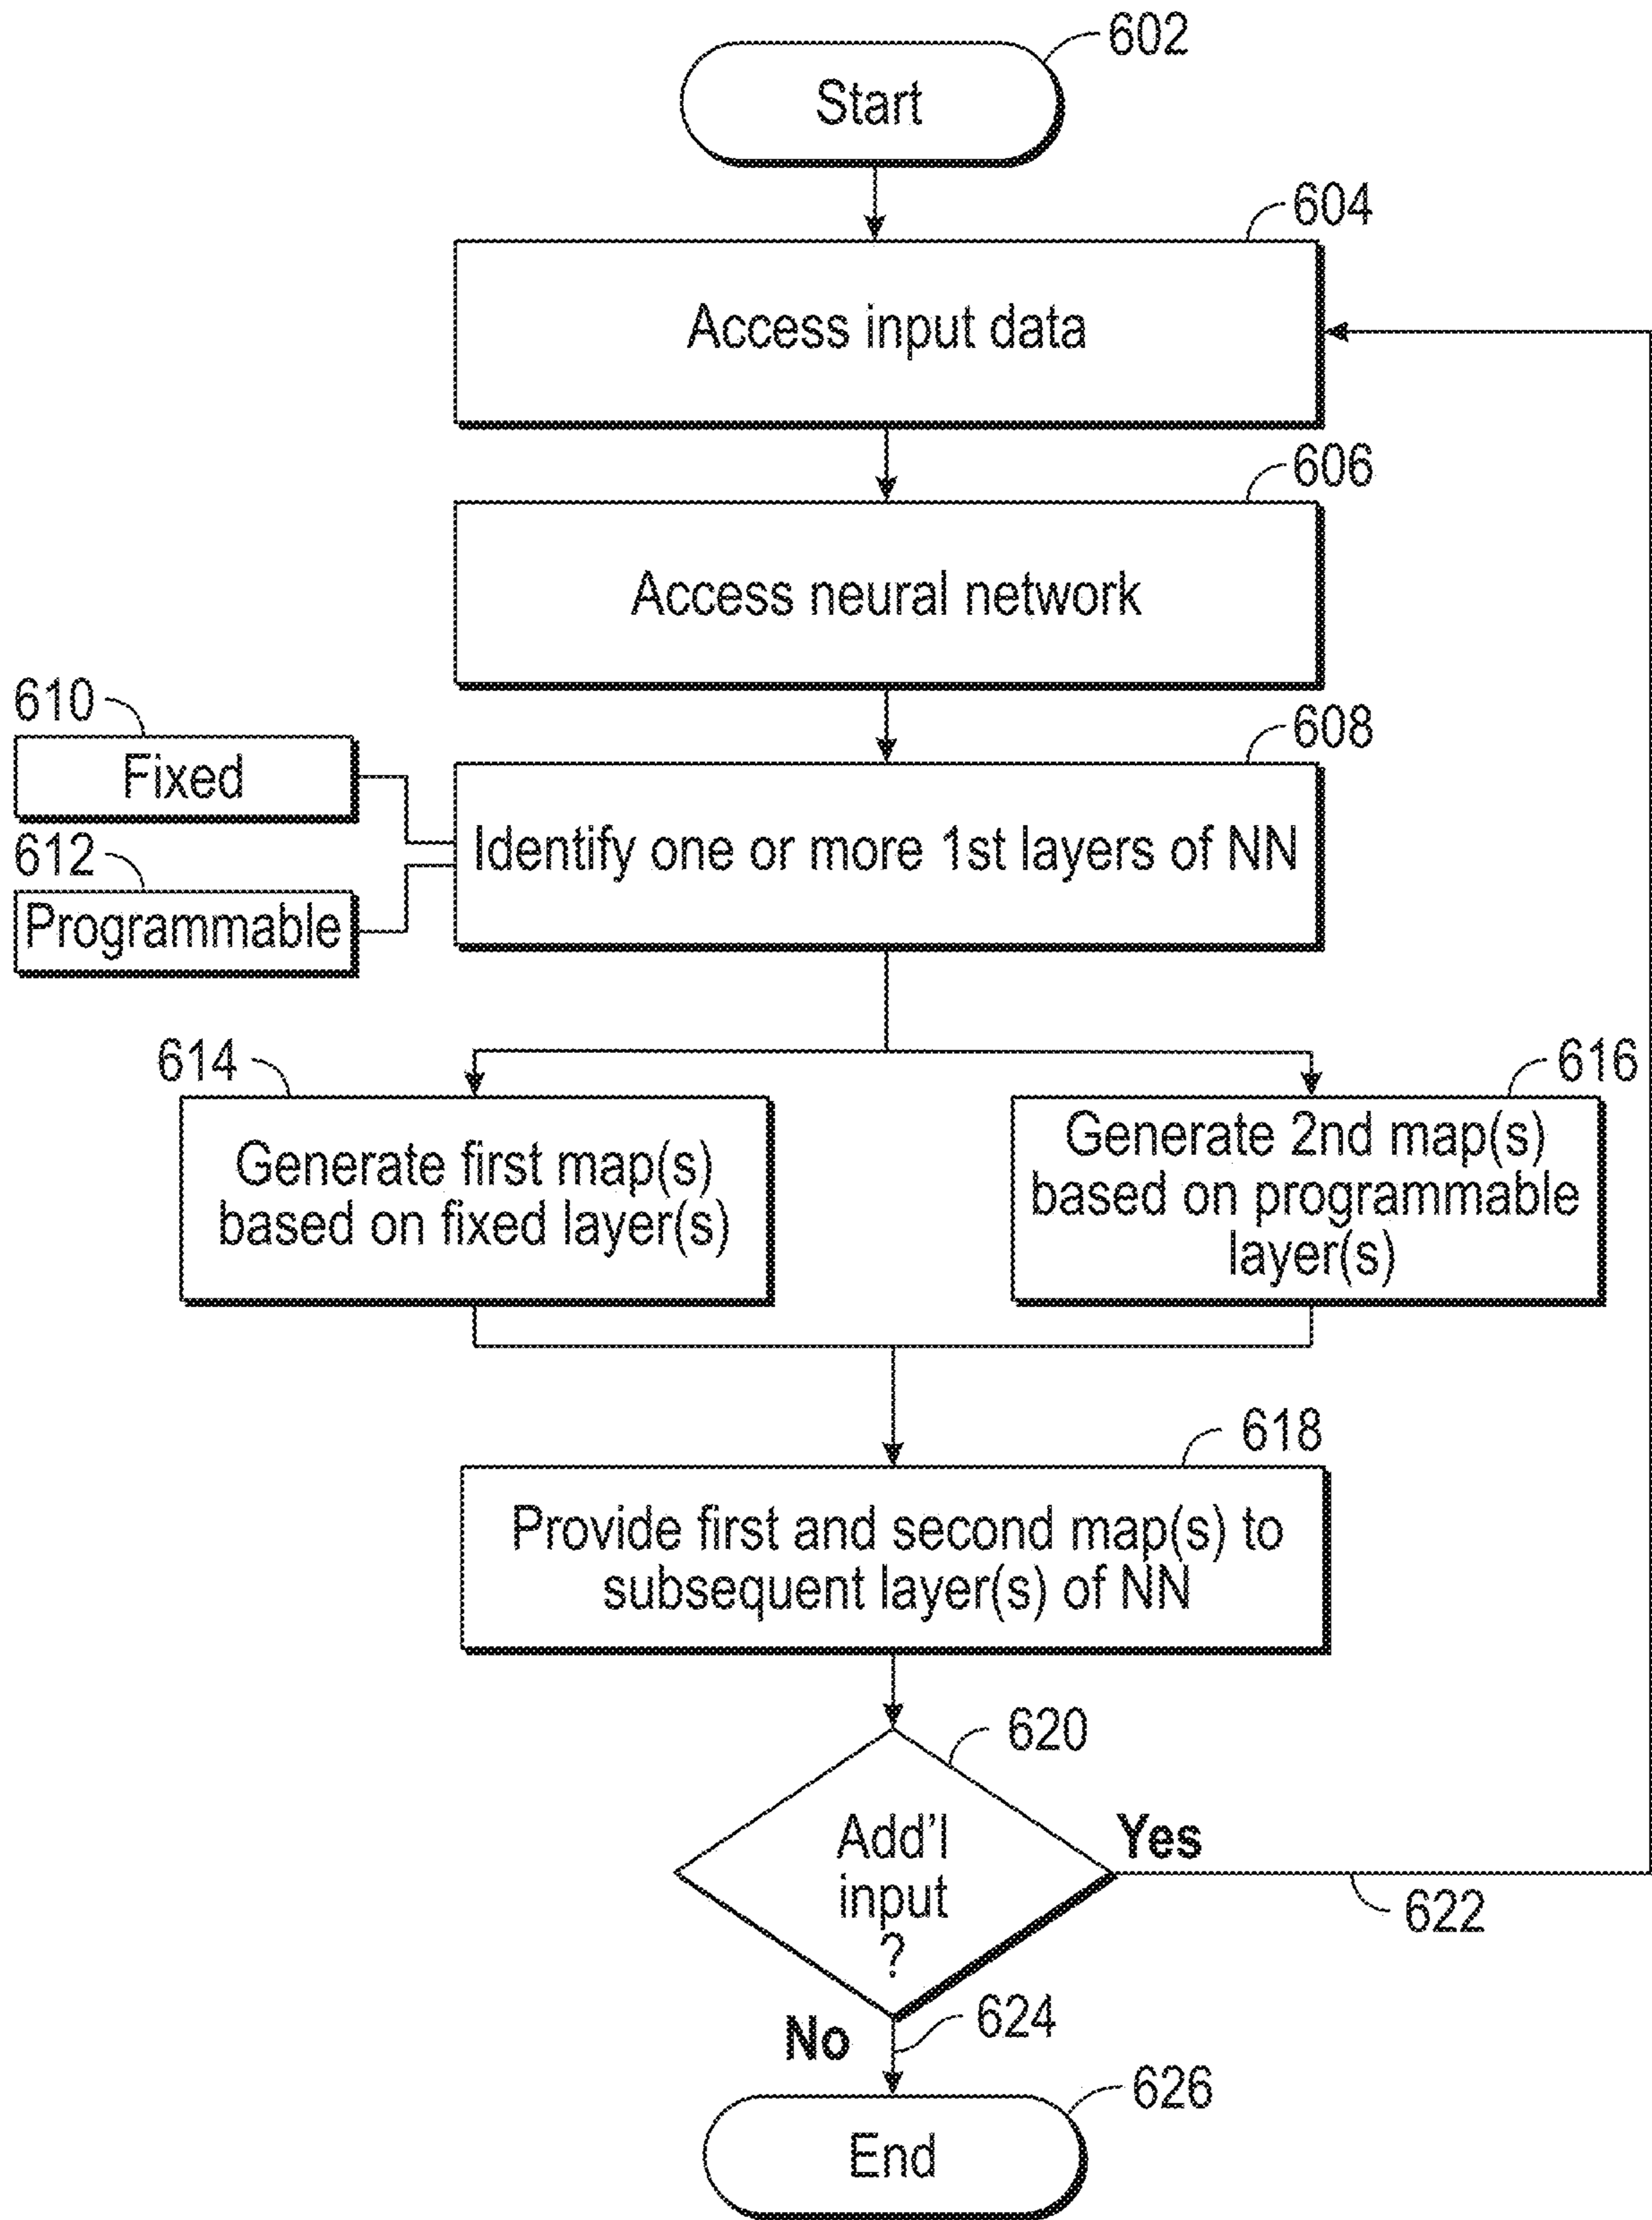 602
Start
604
Access input data
606
Access neural network
610
Fixed
608
Identify one or more 1st layers of NN
612
Programmable
614
Generate first map(s)
based on fixed layer(s)
616
Generate 2nd map(s)
based on programmable
layer(s)
618
Provide first and second map(s) to
subsequent layer(s) of NN
620
Add'l
input
?
Yes
622
No
624
626
End